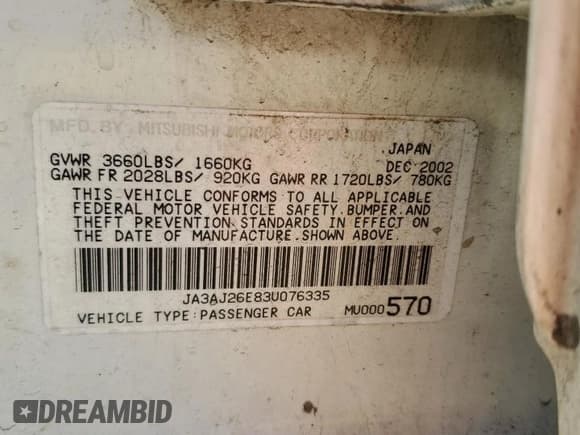 MFD. BY MITSUBISHI MOTORS CORPORATION
JAPAN
GVWR 3660LBS/ 1660KG DEC 2002
GAWR FR 2028LBS/ 920KG GAWR RR 1720LBS/ 780KG
THIS VEHICLE CONFORMS TO ALL APPLICABLE
FEDERAL MOTOR VEHICLE SAFETY.BUMPER.AND
THEFT PREVENTION STANDARDS IN EFFECT ON
THE DATE OF MANUFACTURE.SHOWN ABOVE.
JA3AJ26E83U076335
VEHICLE TYPE:PASSENGER CAR MU000570
DREAMBID